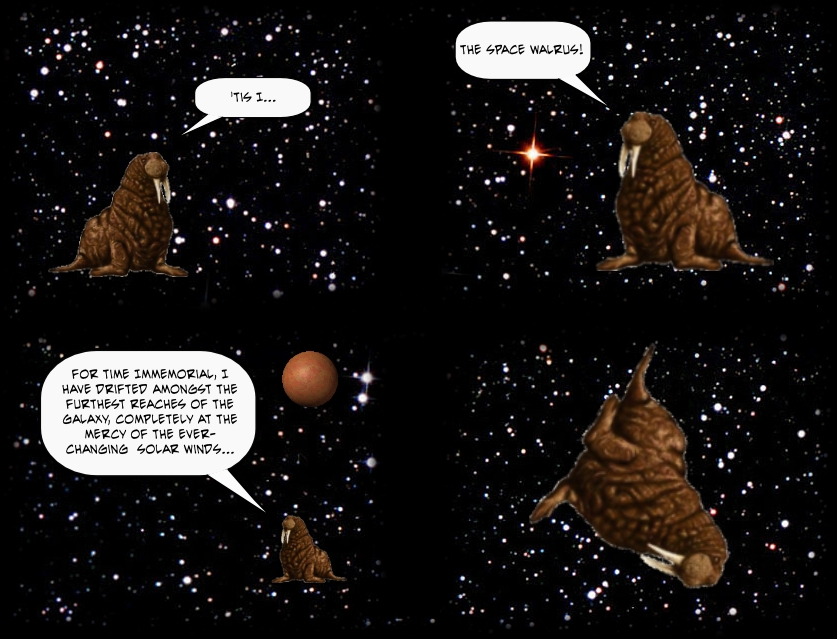 'TIS I...
THE SPACE WALRUS!
FOR TIME IMMEMORIAL, I
HAVE DRIFTED AMONGST THE
FURTHEST REACHES OF THE
GALAXY, COMPLETELY AT THE
MERCY OF THE EVER-
CHANGING SOLAR WINDS...